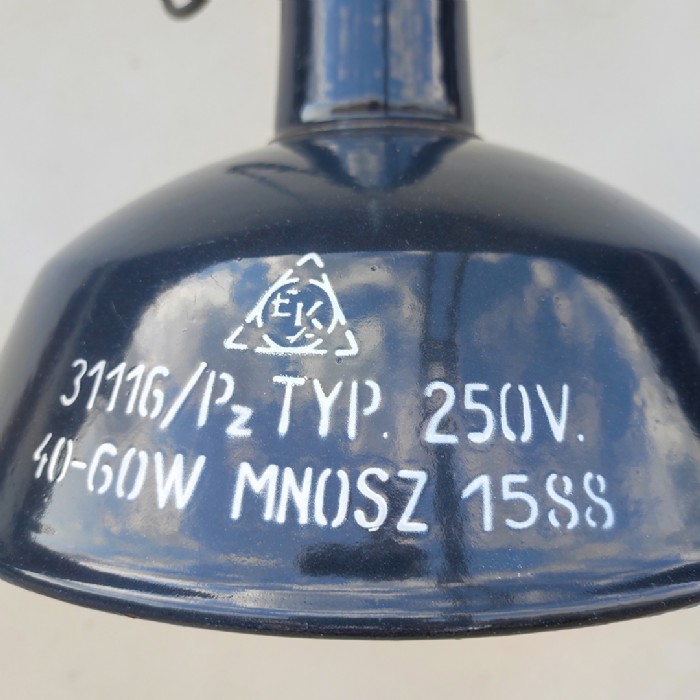 EK
31116/Pz TYP. 250V.
40-60W MNOSZ 1588